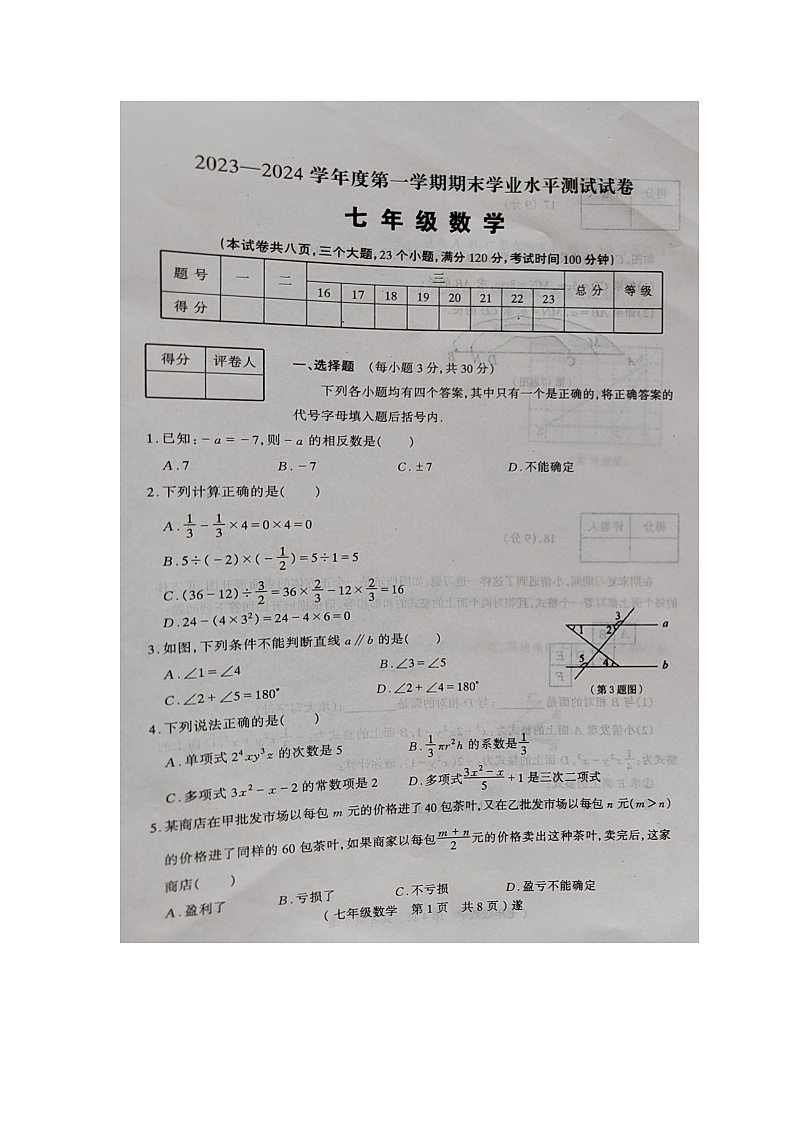 2023—2024 学年度第一学期期末学业水平测试试卷
七 年 级 数 学
(本试卷共八页,三个大题,23 个小题,满分 120 分,考试时间 100 分钟)
题 号 一 二 三 总 分 等 级
16 17 18 19 20 21 22 23
得 分
得分 评卷人
一、选择题 (每小题 3 分,共 30 分)
下列各小题均有四个答案,其中只有一个是正确的,将正确答案的
代号字母填入题后括号内.
1.已知:-a=-7,则-a 的相反数是( )
A.7 B.-7 C.±7 D.不能确定
2.下列计算正确的是( )
A.1/3-1/3×4=0×4=0
B.5÷(-2)×(-1/2)=5÷1=5
C.(36-12)÷3/2=36×2/3-12×2/3=16
D.24-(4×3²)=24-4×6=0
3.如图,下列条件不能判断直线 a∥b 的是( )
A.∠1=∠4 B.∠3=∠5
C.∠2+∠5=180° D.∠2+∠4=180°
3
1 2 a
5 4 b
(第 3 题图)
4.下列说法正确的是( )
A.单项式 2⁴xy³z 的次数是 5 B.1/3πr²h 的系数是1/3
C.多项式 3x²-x-2 的常数项是 2 D.多项式(3x²-x)/5+1 是三次二项式
5.某商店在甲批发市场以每包 m 元的价格进了 40 包茶叶,又在乙批发市场以每包 n 元(m>n)
的价格进了同样的 60 包茶叶,如果商家以每包(m+n)/2元的价格卖出这种茶叶,卖完后,这家
商店( )
A.盈利了 B.亏损了 C.不亏损 D.盈亏不能确定
(七年级数学 第 1 页 共 8 页)遂